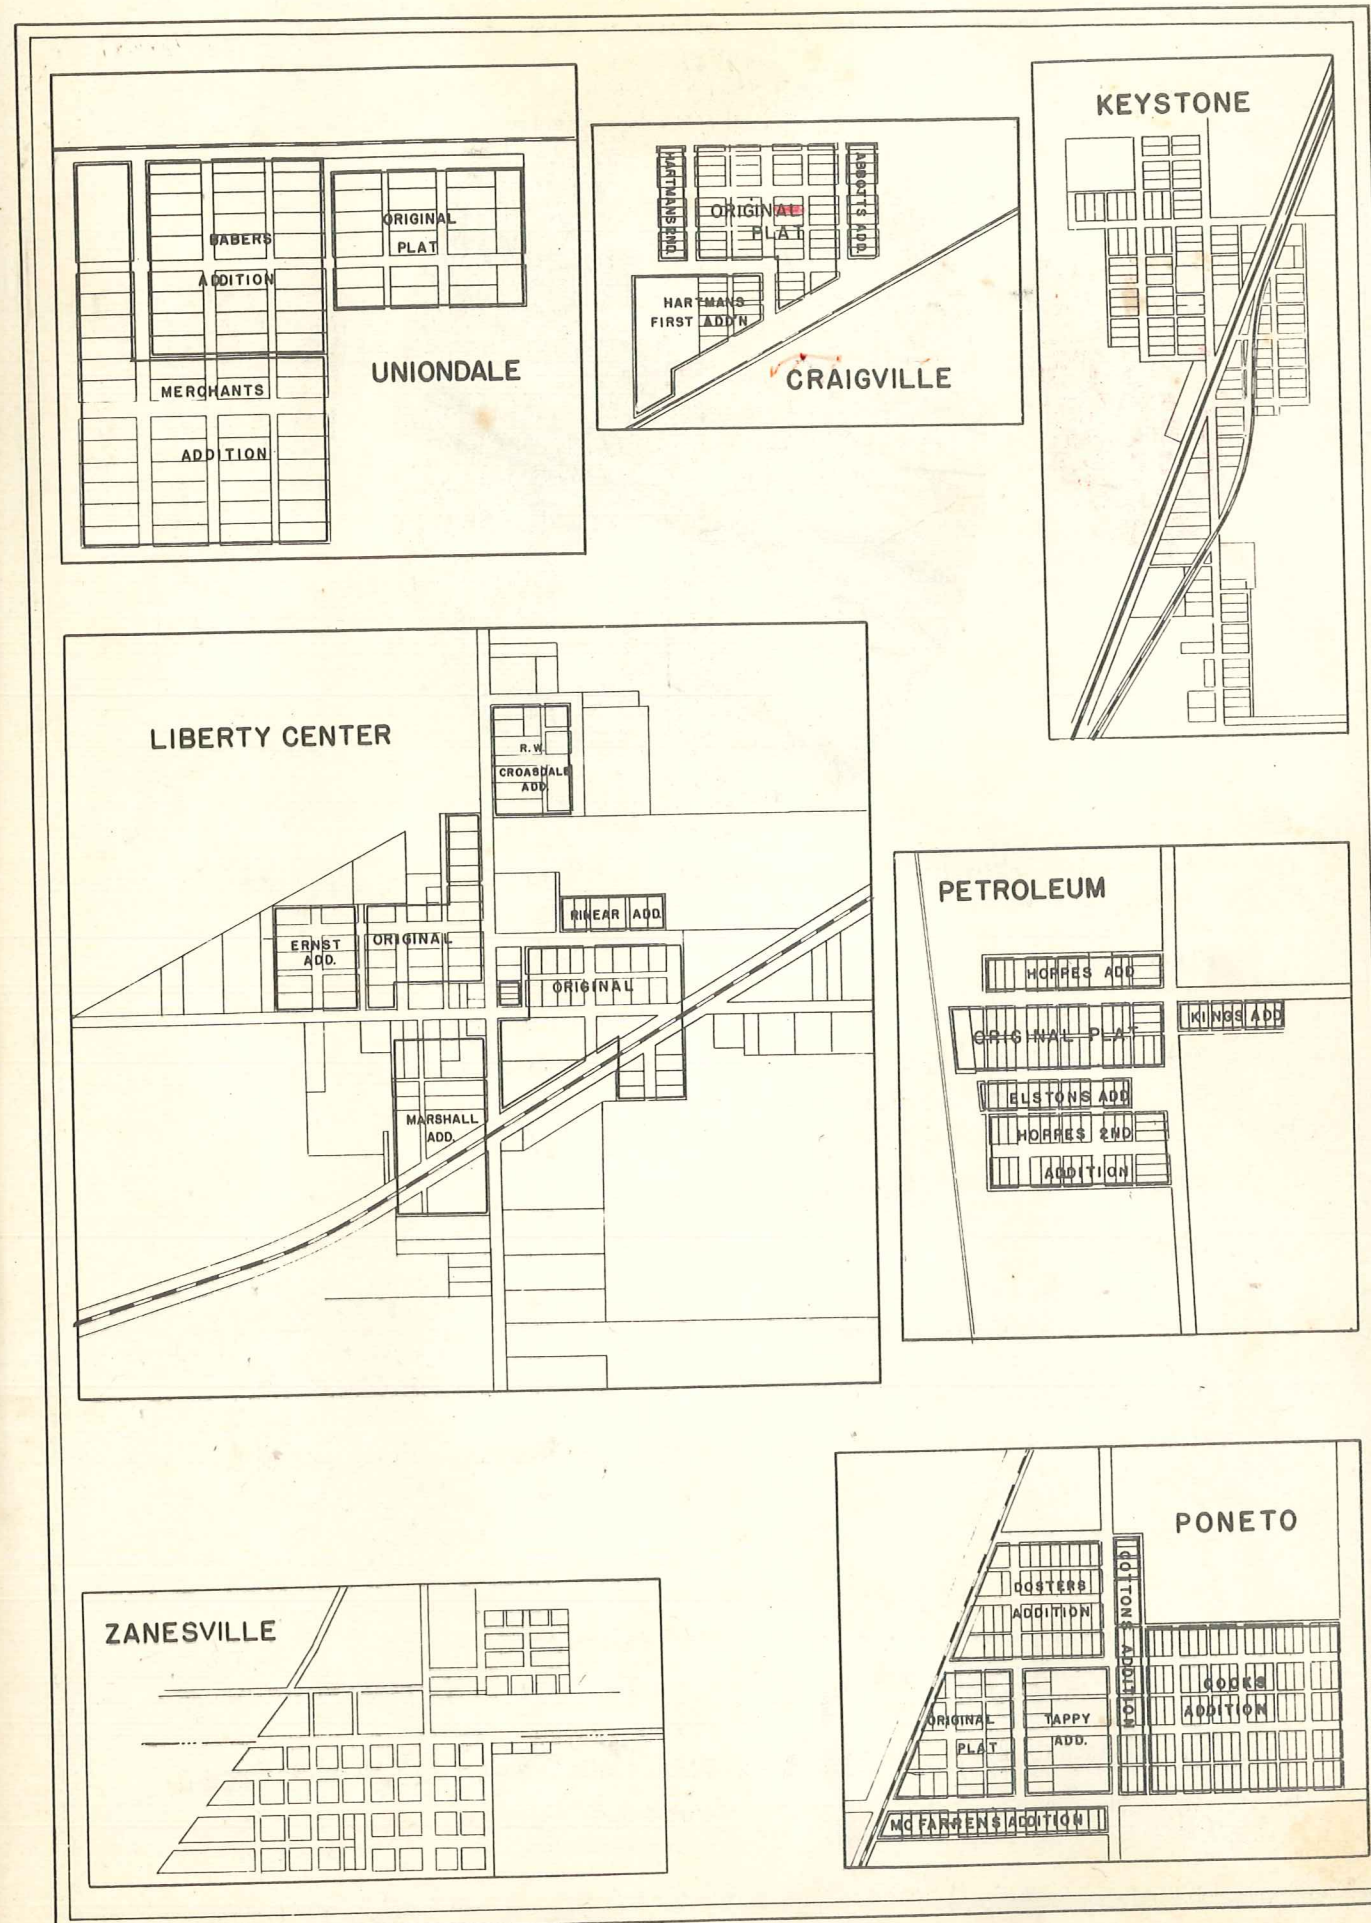 BABERS
ADDITION
ORIGINAL
PLAT
MERCHANTS
ADDITION
UNIONDALE
HARTMANS 2ND.
ORIGINAL
PLAT
ABBOTTS ADD.
HARTMANS
FIRST ADD'N
CRAIGVILLE
KEYSTONE
LIBERTY CENTER
R.W.
CROASDALE
ADD.
RINEAR ADD.
ERNST
ADD.
ORIGINAL
ORIGINAL
MARSHALL
ADD.
PETROLEUM
HOPPES ADD
ORIGINAL PLAT
KINGS ADD
ELSTONS ADD
HOPPES 2ND
ADDITION
ZANESVILLE
PONETO
DOSTERS
ADDITION
COTTONS ADDITION
COOKS
ADDITION
ORIGINAL
PLAT
TAPPY
ADD.
MC FARRENS ADDITION